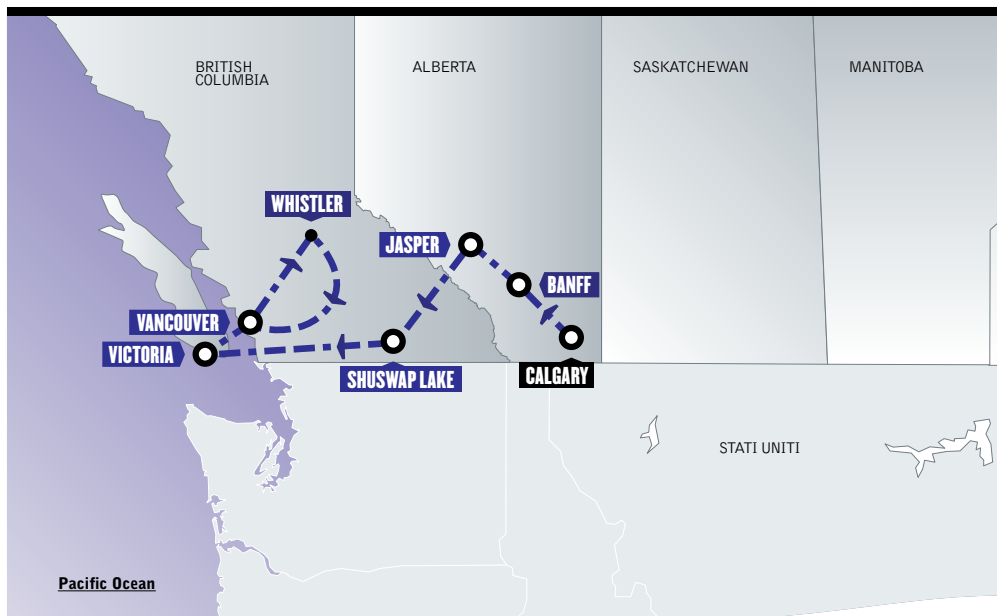 BRITISH
COLUMBIA
ALBERTA
SASKATCHEWAN
MANITOBA
WHISTLER
JASPER
BANFF
VANCOUVER
VICTORIA
SHUSWAP LAKE
CALGARY
STATI UNITI
Pacific Ocean